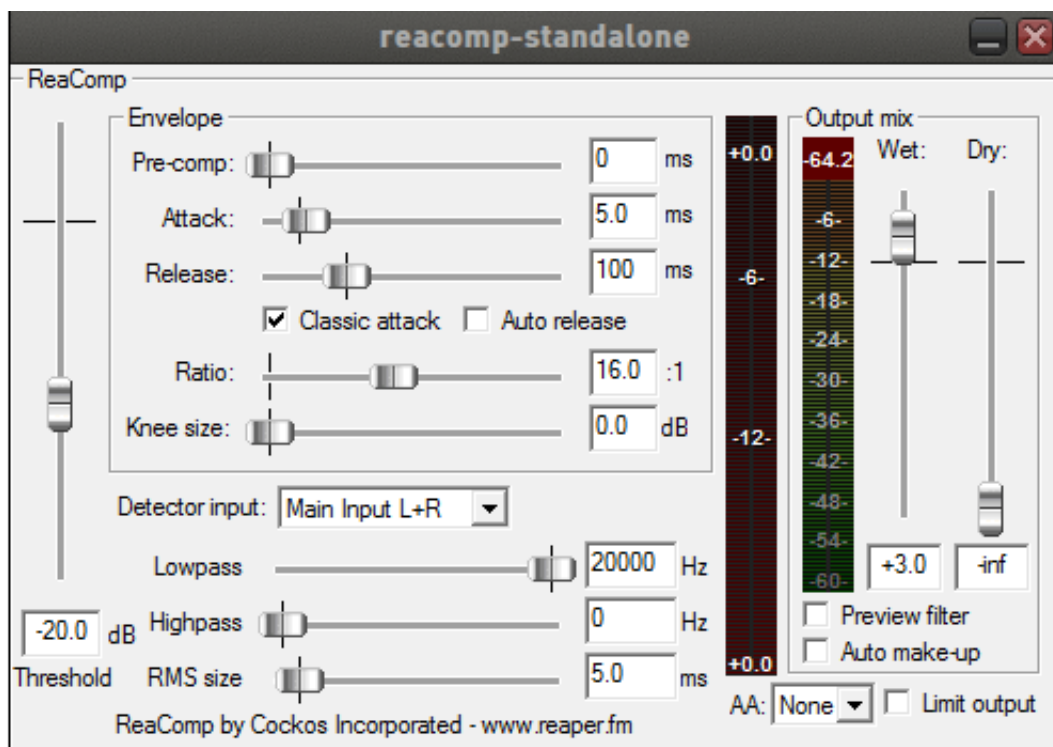 reacomp-standalone
ReaComp
Envelope
Pre-comp: 0 ms
Attack: 5.0 ms
Release: 100 ms
Classic attack Auto release
Ratio: 16.0 :1
Knee size: 0.0 dB
Detector input: Main Input L+R
Lowpass 20000 Hz
Highpass 0 Hz
RMS size 5.0 ms
-20.0 dB
Threshold
ReaComp by Cockos Incorporated - www.reaper.fm
+0.0
-6-
-12-
+0.0
Output mix
Wet: Dry:
-64.2
-6-
-12-
-18-
-24-
-30-
-36-
-42-
-48-
-54-
-60-
+3.0 -inf
Preview filter
Auto make-up
AA: None Limit output